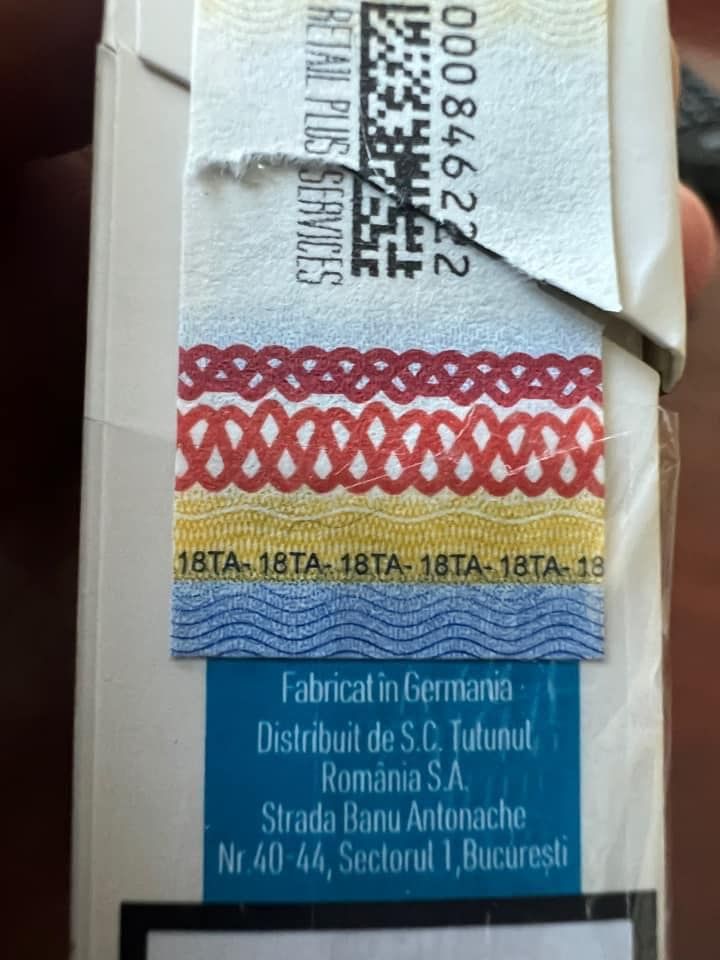 00084622
RETAIL PLUS SERVICES
18TA- 18TA- 18TA- 18TA- 18TA- 18
Fabricat în Germania
Distribuit de S.C. Tutunul
România S.A.
Strada Banu Antonache
Nr.40-44, Sectorul 1,București